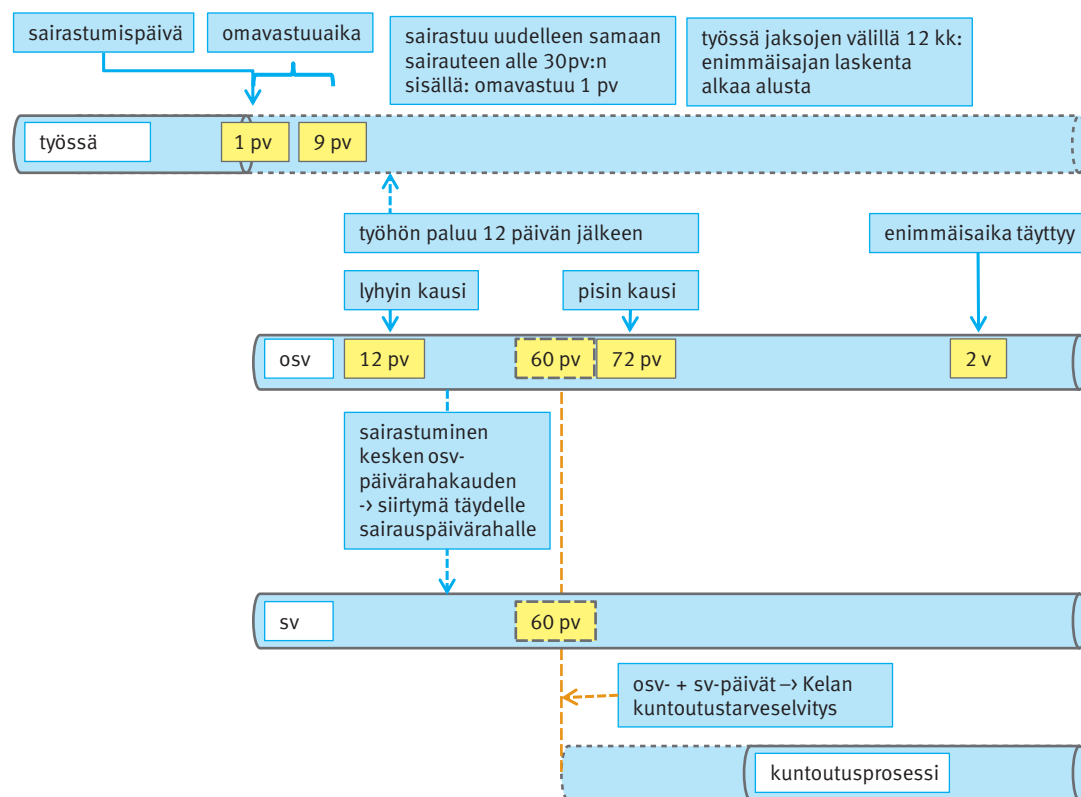 sairastumispäivä
omavastuuaika
sairastuu uudelleen samaan
sairauteen alle 30pv:n
sisällä: omavastuu 1 pv
työssä jaksojen välillä 12 kk:
enimmäisajan laskenta
alkaa alusta
työssä
1 pv
9 pv
työhön paluu 12 päivän jälkeen
enimmäisaika täyttyy
lyhyin kausi
pisin kausi
osv
12 pv
60 pv
72 pv
2 v
sairastuminen
kesken osv-
päivärahakauden
-> siirtymä täydelle
sairauspäivärahalle
sv
60 pv
osv- + sv-päivät –> Kelan
kuntoutustarveselvitys
kuntoutusprosessi